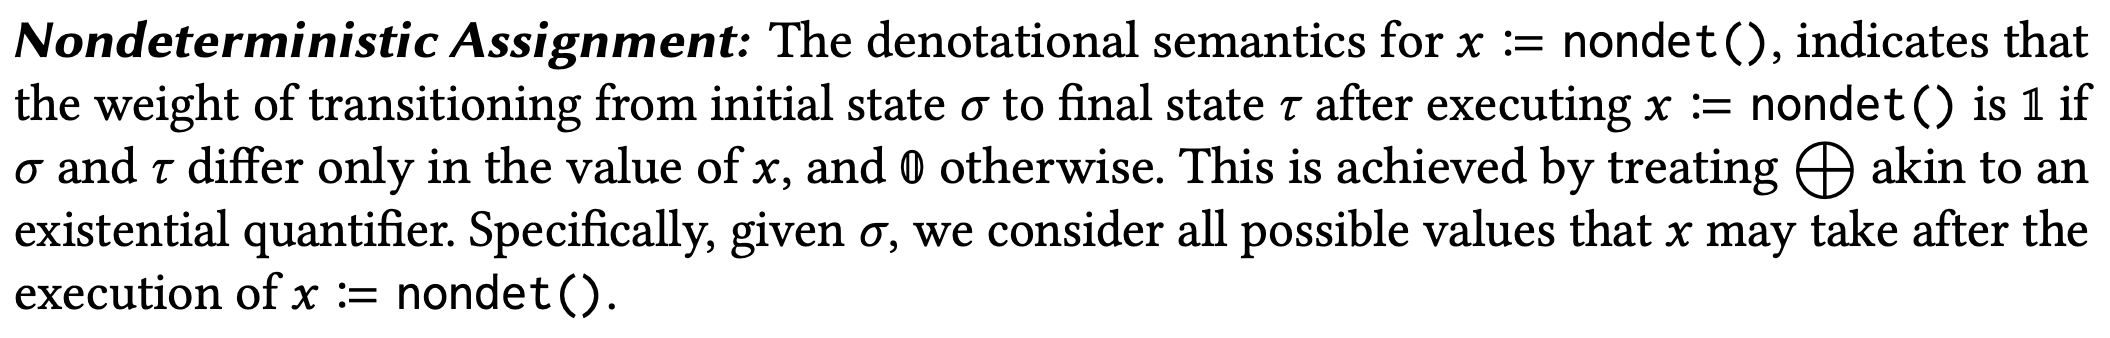 Nondeterministic Assignment: The denotational semantics for x := nondet(), indicates that
the weight of transitioning from initial state σ to final state τ after executing x := nondet() is 𝟙 if
σ and τ differ only in the value of x, and 𝟘 otherwise. This is achieved by treating ⨁ akin to an
existential quantifier. Specifically, given σ, we consider all possible values that x may take after the
execution of x := nondet().